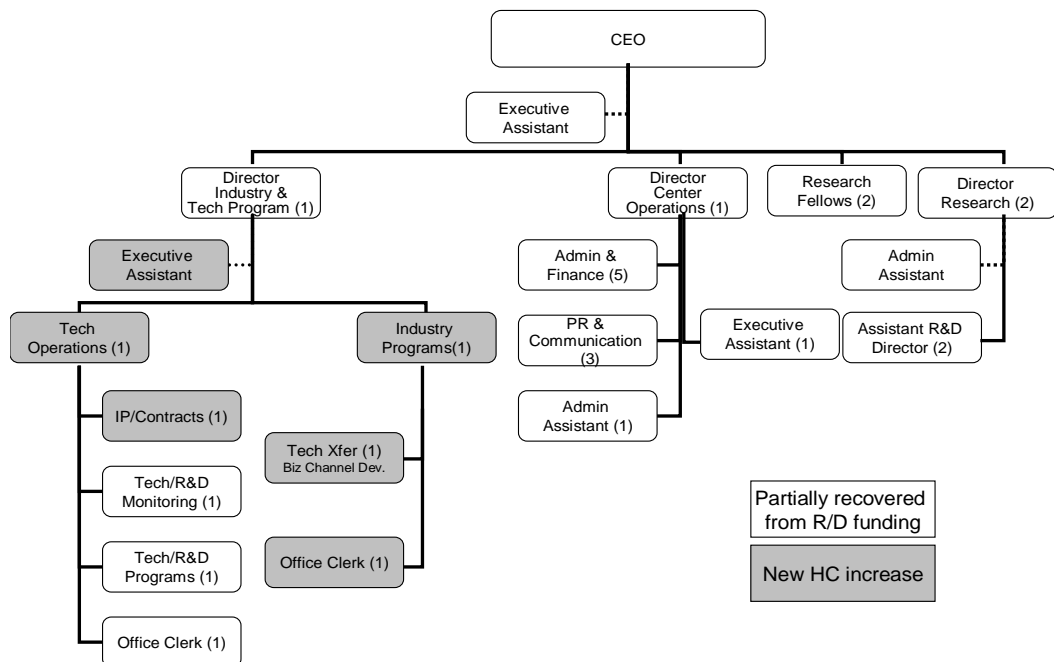 CEO
Executive
Assistant
Director
Industry &
Tech Program (1)
Director
Center
Operations (1)
Research
Fellows (2)
Director
Research (2)
Executive
Assistant
Admin &
Finance (5)
Admin
Assistant
Tech
Operations (1)
Industry
Programs(1)
PR &
Communication
(3)
Executive
Assistant (1)
Assistant R&D
Director (2)
IP/Contracts (1)
Admin
Assistant (1)
Tech Xfer (1)
Biz Channel Dev.
Tech/R&D
Monitoring (1)
Tech/R&D
Programs (1)
Office Clerk (1)
Office Clerk (1)
Partially recovered
from R/D funding
New HC increase